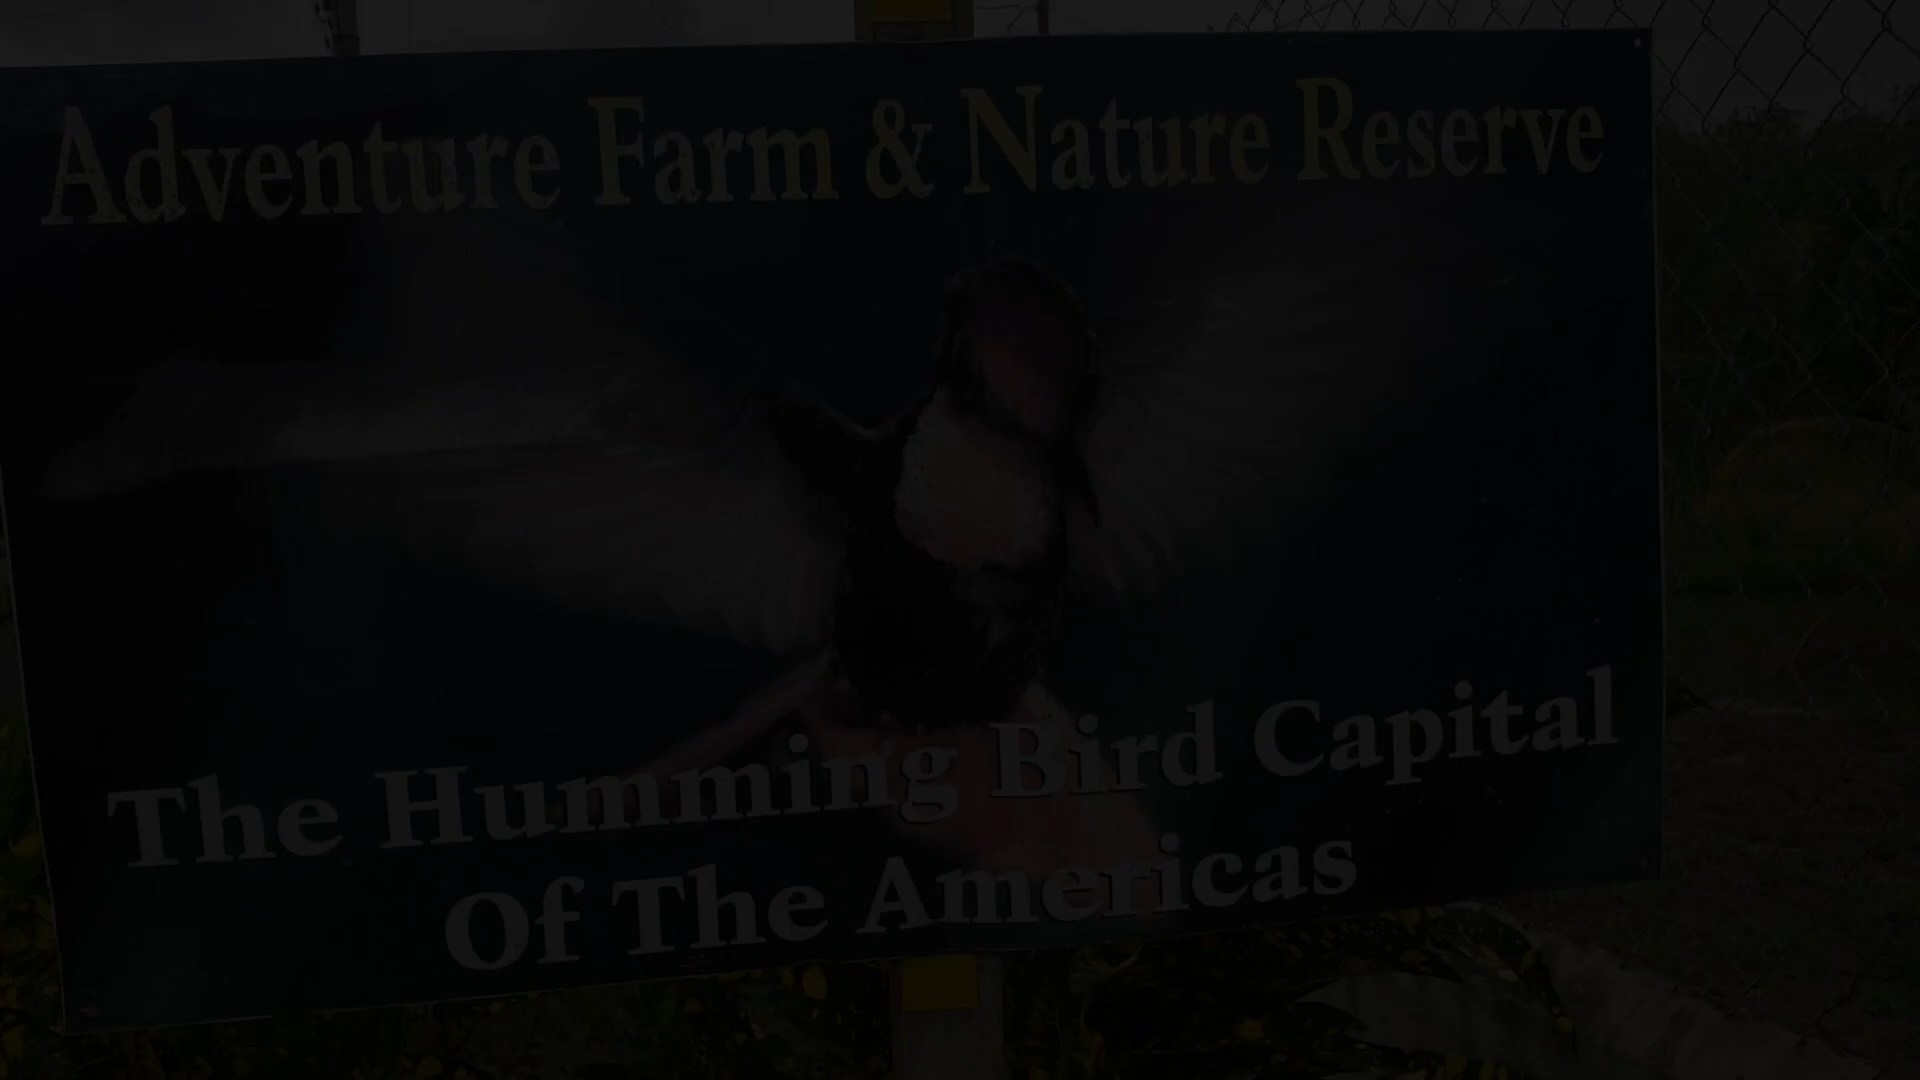 Adventure Farm & Nature Reserve
The Humming Bird Capital
Of The Americas